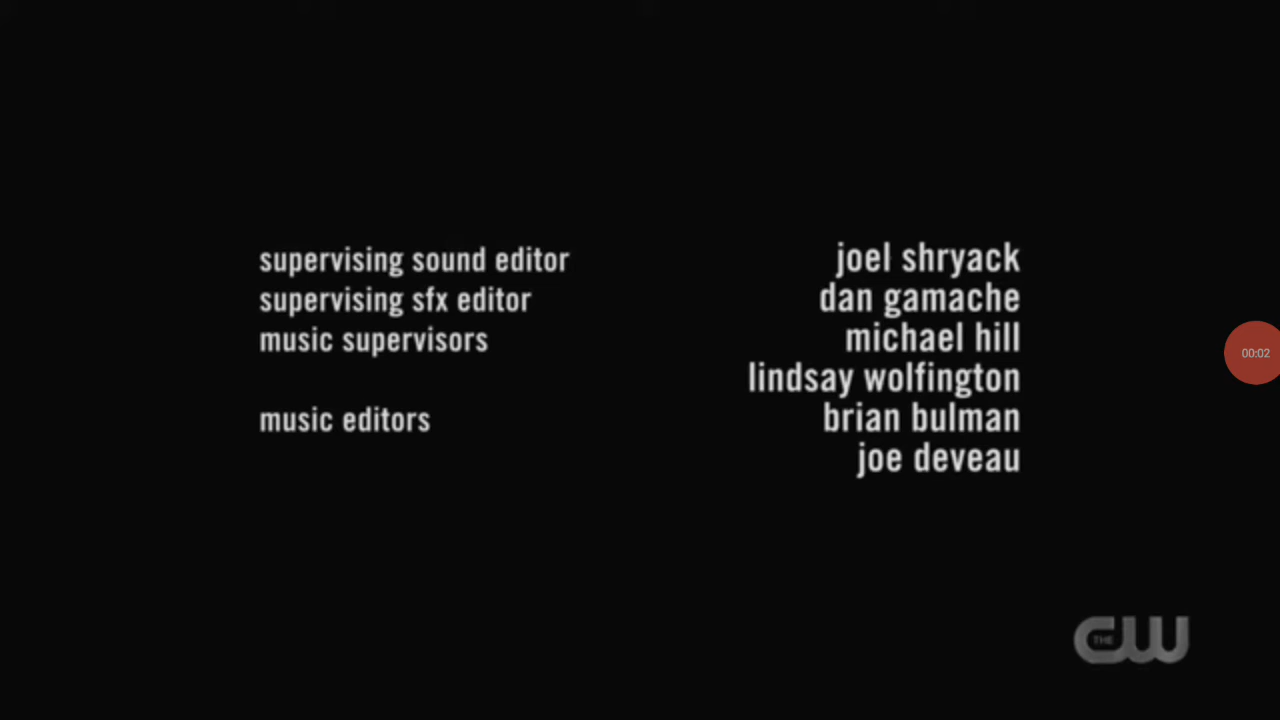 supervising sound editor joel shryack
supervising sfx editor dan gamache
music supervisors michael hill
lindsay wolfington
music editors brian bulman
joe deveau
00:02
THE CW